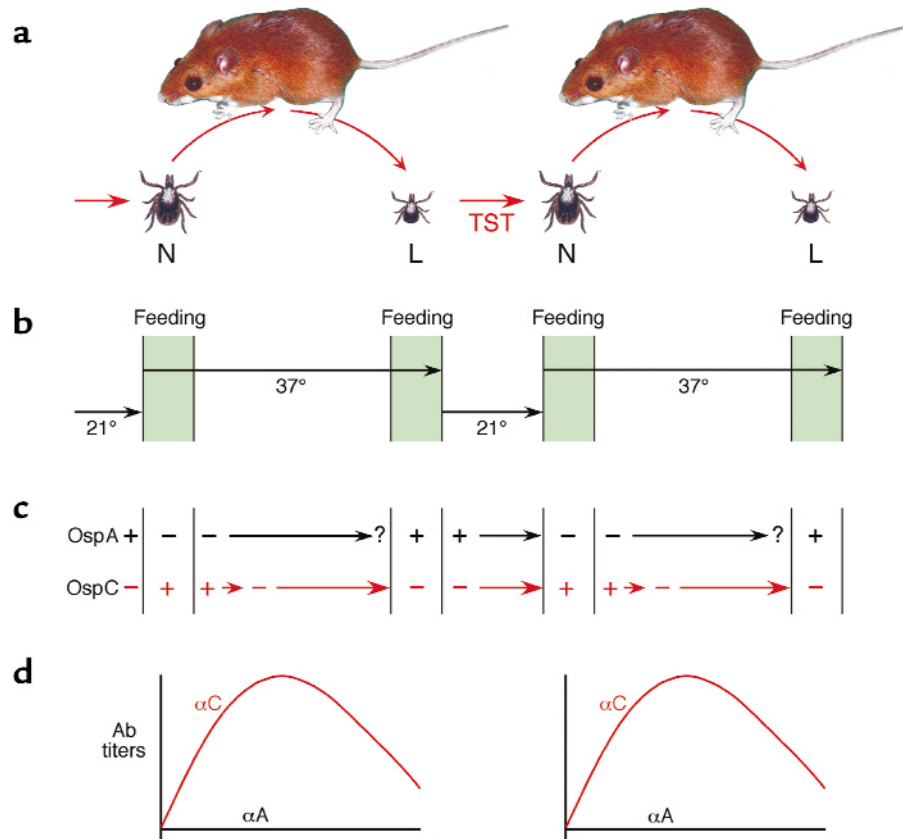 a
N L TST N L
b
Feeding Feeding Feeding Feeding
37° 37°
21° 21°
c
OspA + − − ? + + − − ? +
OspC − + + − − − + + − −
d
αC αC
Ab
titers
αA αA